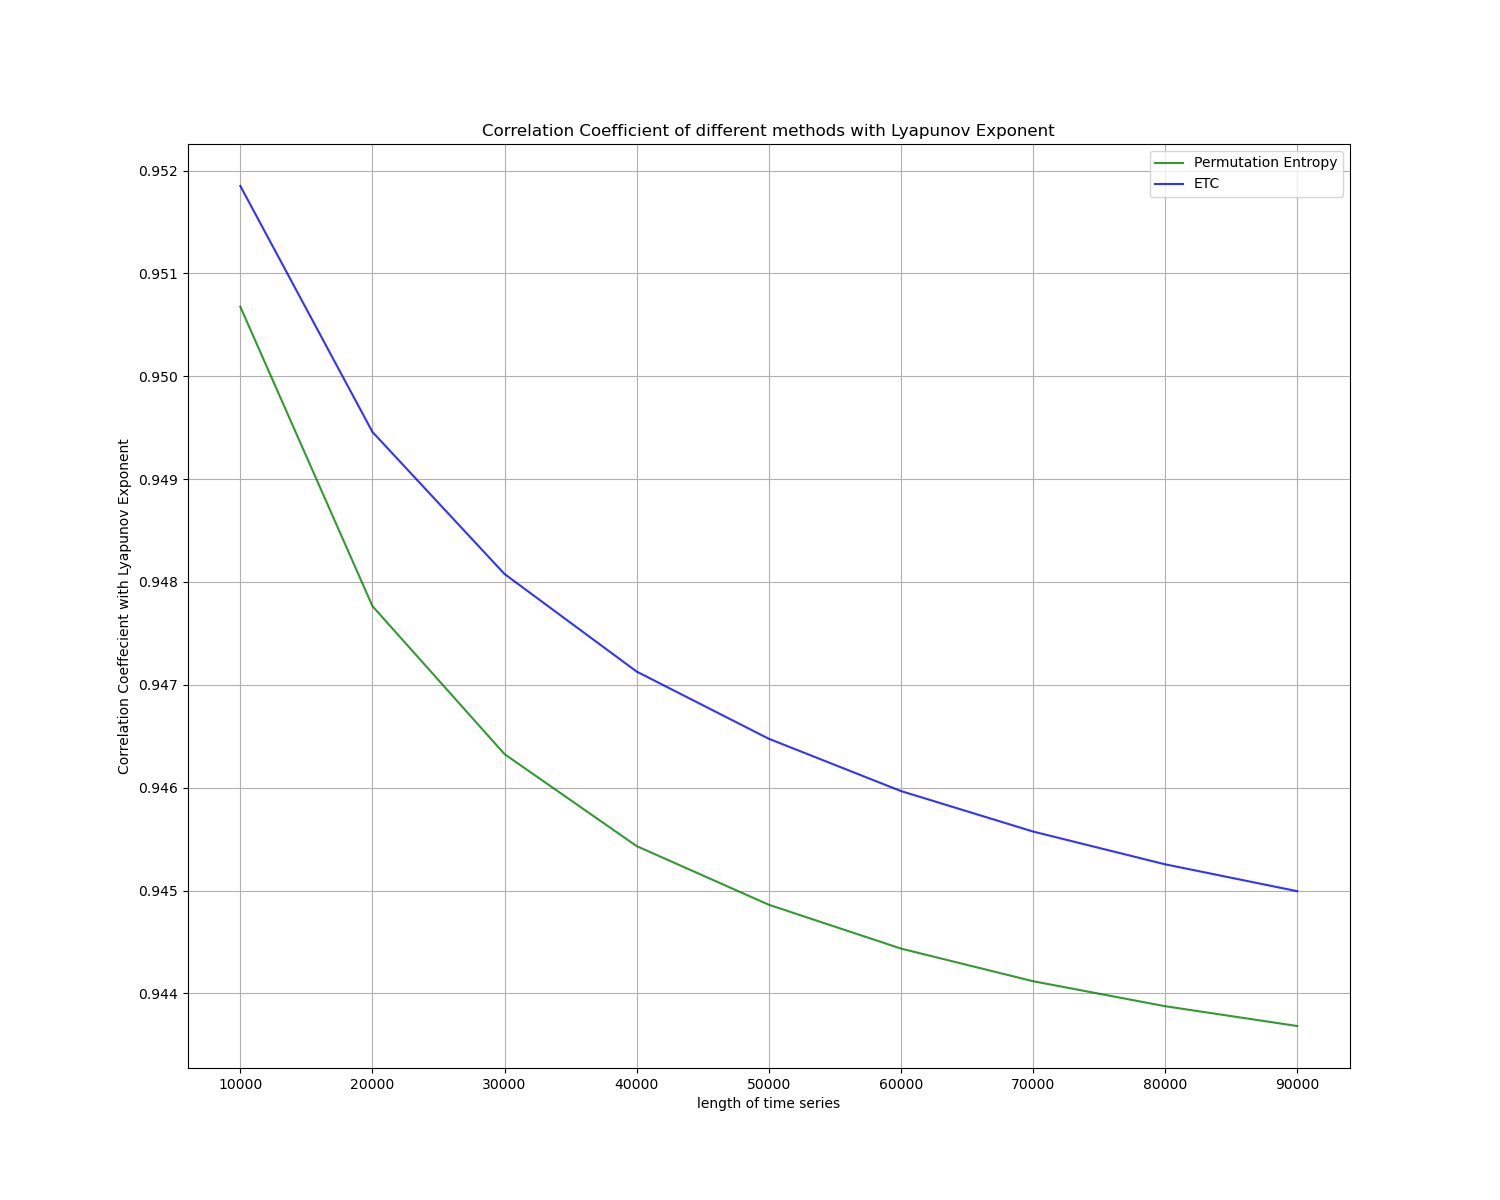 Correlation Coefficient of different methods with Lyapunov Exponent
Permutation Entropy
ETC
Correlation Coeffecient with Lyapunov Exponent
0.952
0.951
0.950
0.949
0.948
0.947
0.946
0.945
0.944
10000 20000 30000 40000 50000 60000 70000 80000 90000
length of time series